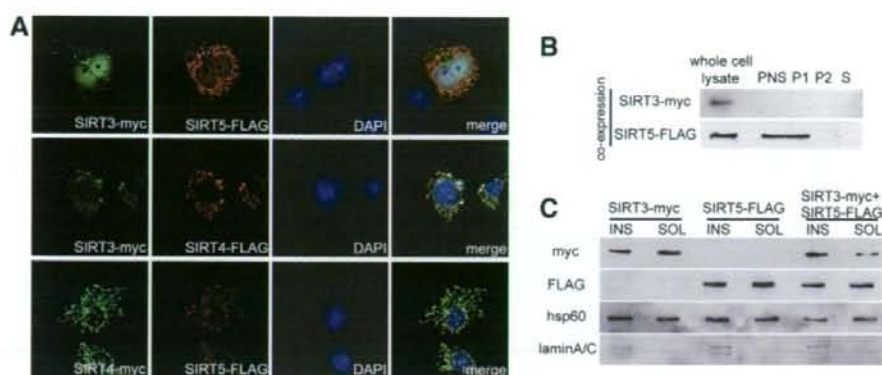 A
SIRT3-myc SIRT5-FLAG DAPI merge
SIRT3-myc SIRT4-FLAG DAPI merge
SIRT4-myc SIRT5-FLAG DAPI merge
B
whole cell
lysate PNS P1 P2 S
co-expression
SIRT3-myc
SIRT5-FLAG
C
SIRT3-myc SIRT5-FLAG SIRT3-myc+
SIRT5-FLAG
INS SOL INS SOL INS SOL
myc
FLAG
hsp60
laminA/C